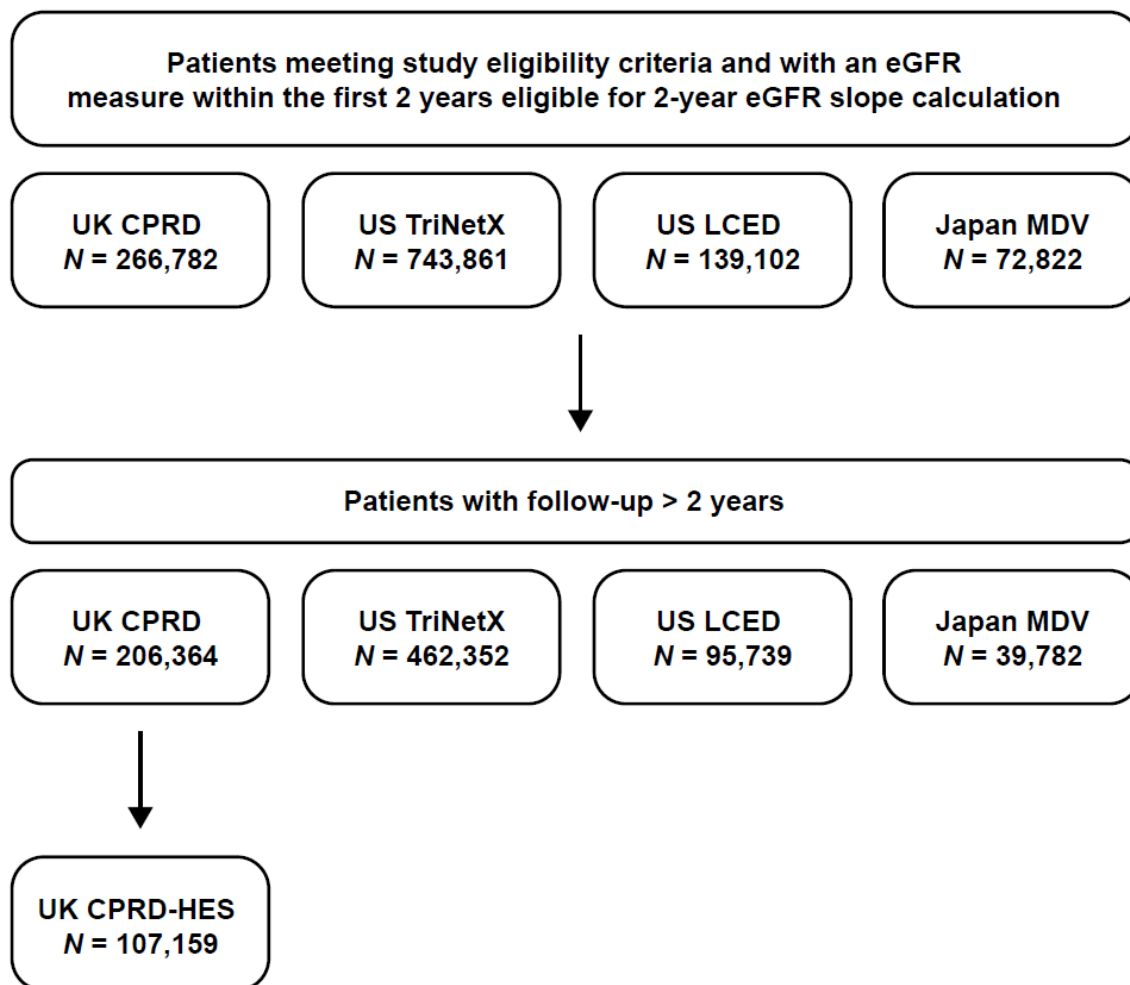 Patients meeting study eligibility criteria and with an eGFR
measure within the first 2 years eligible for 2-year eGFR slope calculation
UK CPRD
N = 266,782
US TriNetX
N = 743,861
US LCED
N = 139,102
Japan MDV
N = 72,822
Patients with follow-up > 2 years
UK CPRD
N = 206,364
US TriNetX
N = 462,352
US LCED
N = 95,739
Japan MDV
N = 39,782
UK CPRD-HES
N = 107,159